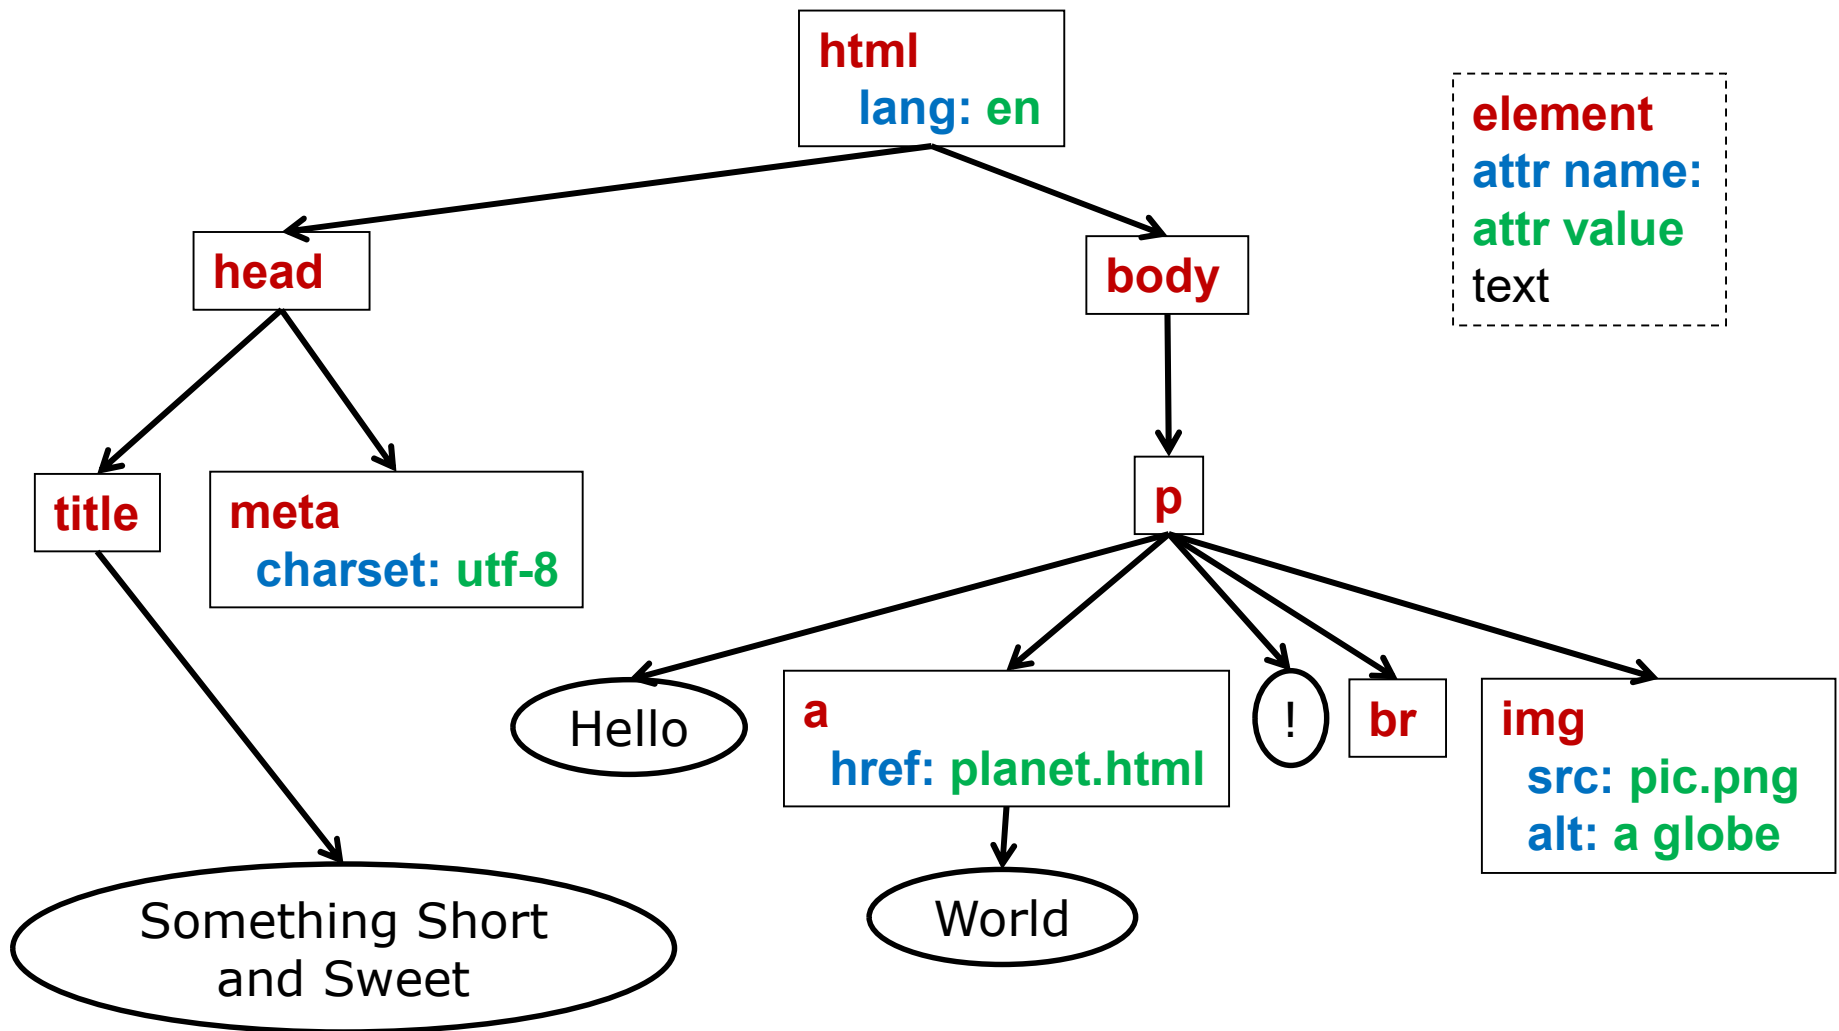 html
lang: en
element
attr name:
attr value
text
head
body
title
meta
charset: utf-8
p
Hello
a
href: planet.html
!
br
img
src: pic.png
alt: a globe
Something Short
and Sweet
World